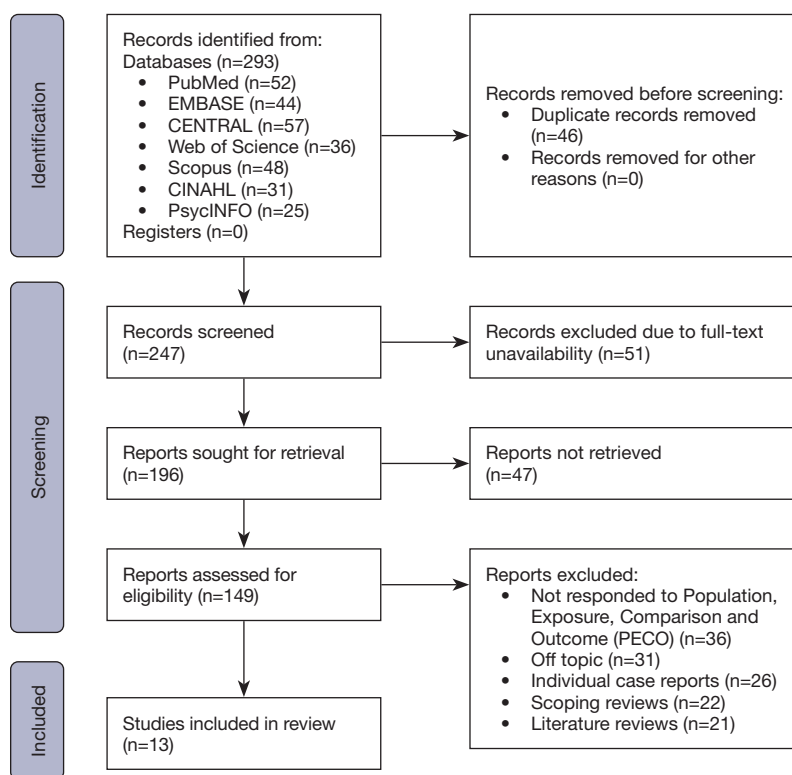 Identification
Records identified from:
Databases (n=293)
• PubMed (n=52)
• EMBASE (n=44)
• CENTRAL (n=57)
• Web of Science (n=36)
• Scopus (n=48)
• CINAHL (n=31)
• PsycINFO (n=25)
Registers (n=0)
Records removed before screening:
• Duplicate records removed
(n=46)
• Records removed for other
reasons (n=0)
Screening
Records screened
(n=247)
Records excluded due to full-text
unavailability (n=51)
Reports sought for retrieval
(n=196)
Reports not retrieved
(n=47)
Reports assessed for
eligibility (n=149)
Reports excluded:
• Not responded to Population,
Exposure, Comparison and
Outcome (PECO) (n=36)
• Off topic (n=31)
• Individual case reports (n=26)
• Scoping reviews (n=22)
• Literature reviews (n=21)
Included
Studies included in review
(n=13)